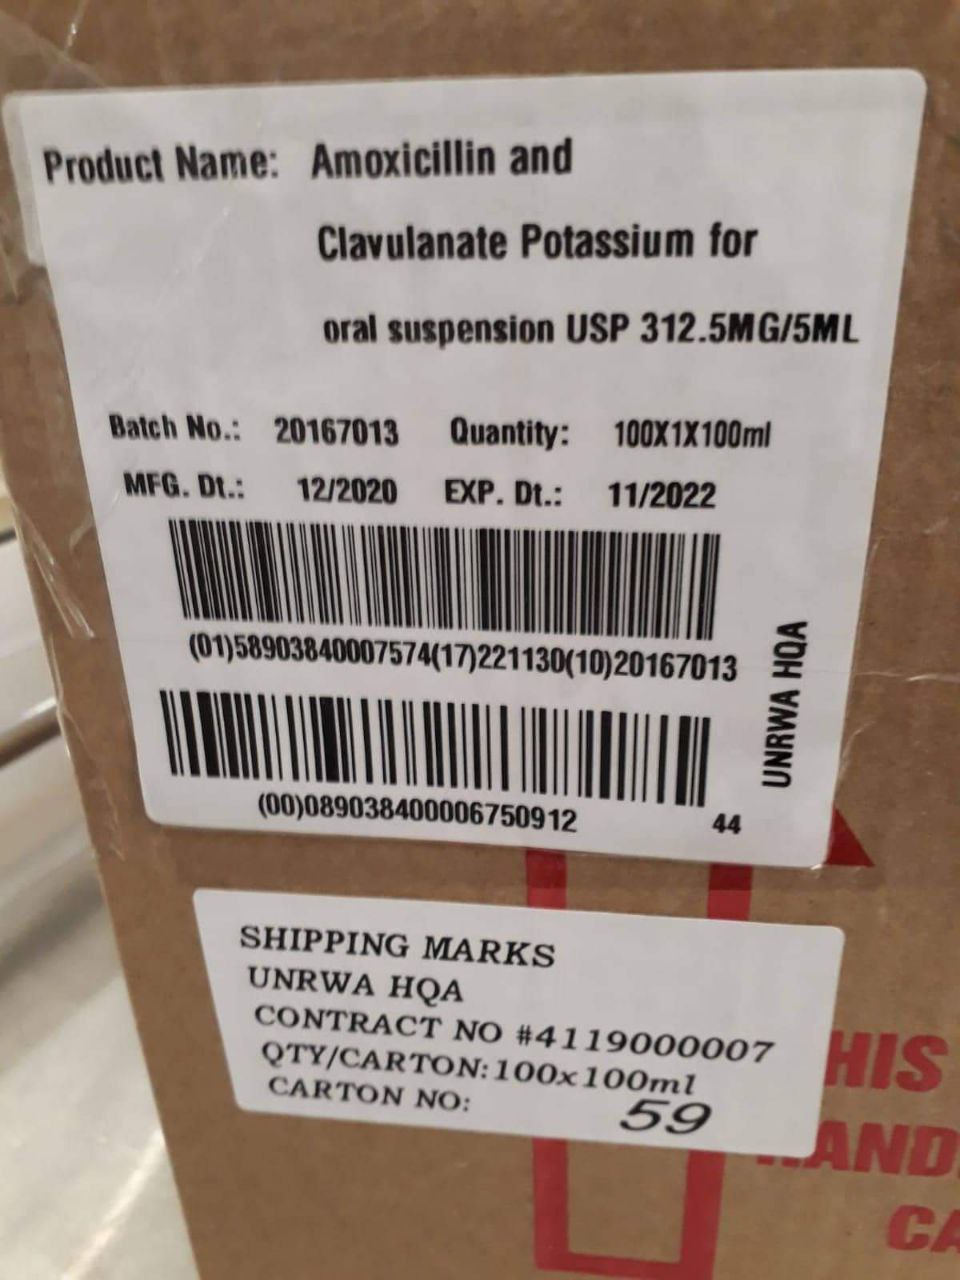 Product Name: Amoxicillin and
Clavulanate Potassium for
oral suspension USP 312.5MG/5ML
Batch No.: 20167013 Quantity: 100X1X100ml
MFG. Dt.: 12/2020 EXP. Dt.: 11/2022
(01)58903840007574(17)221130(10)20167013
(00)089038400006750912
44
UNRWA HQA
SHIPPING MARKS
UNRWA HQA
CONTRACT NO #4119000007
QTY/CARTON:100x100ml
CARTON NO: 59